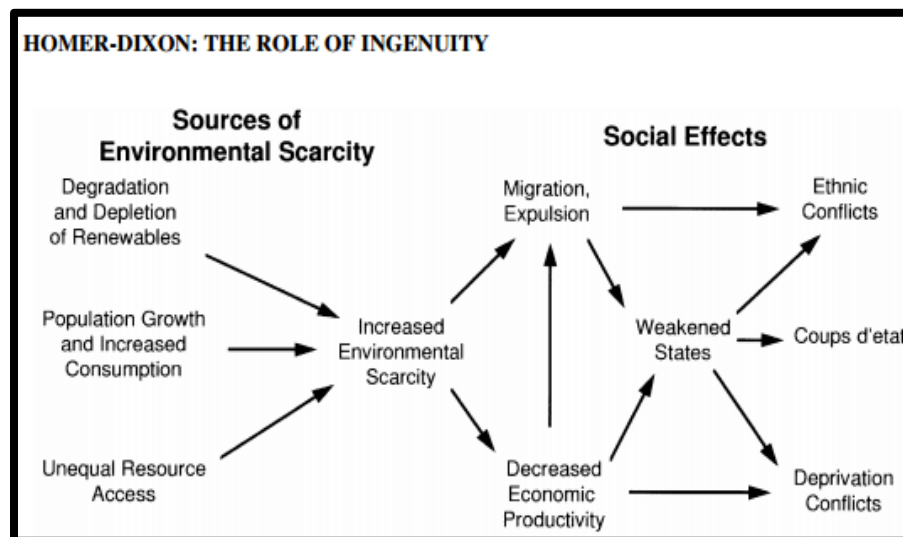 HOMER-DIXON: THE ROLE OF INGENUITY
Sources of
Environmental Scarcity
Social Effects
Degradation
and Depletion
of Renewables
Population Growth
and Increased
Consumption
Unequal Resource
Access
Increased
Environmental
Scarcity
Migration,
Expulsion
Decreased
Economic
Productivity
Weakened
States
Ethnic
Conflicts
Coups d'etat
Deprivation
Conflicts